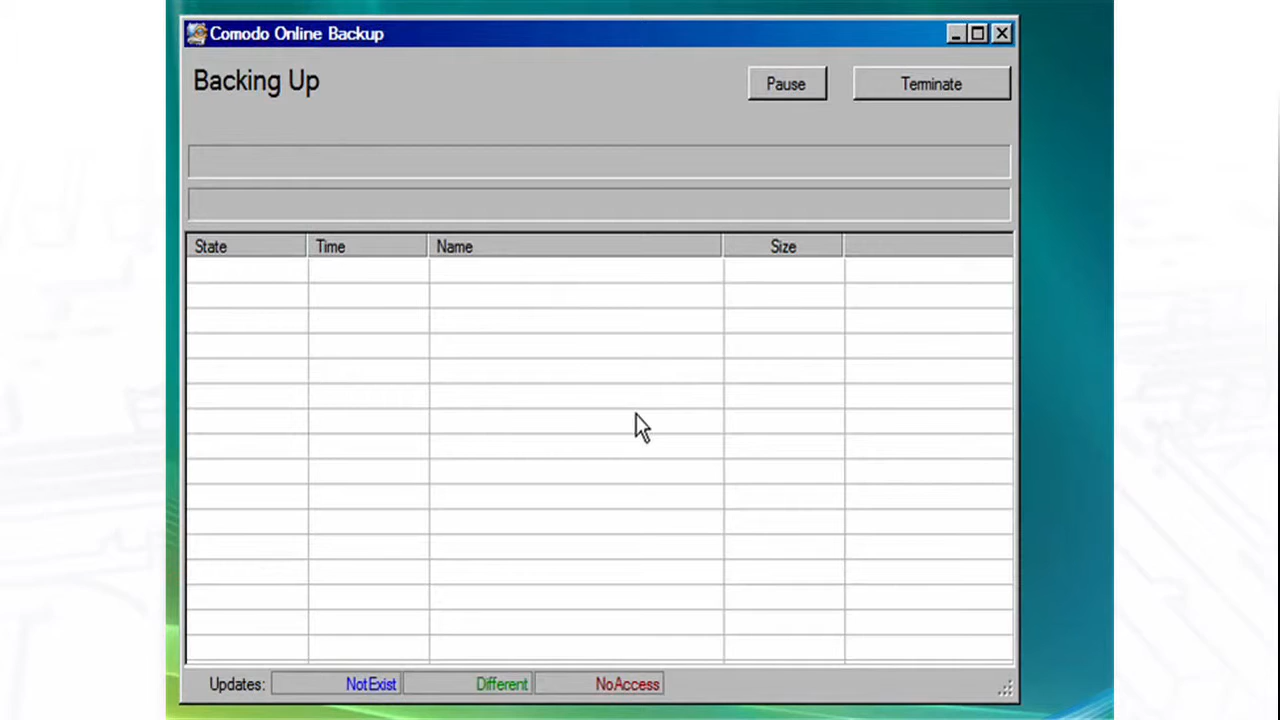 Comodo Online Backup
Backing Up
Pause
Terminate
State Time Name Size
Updates: NotExist Different NoAccess